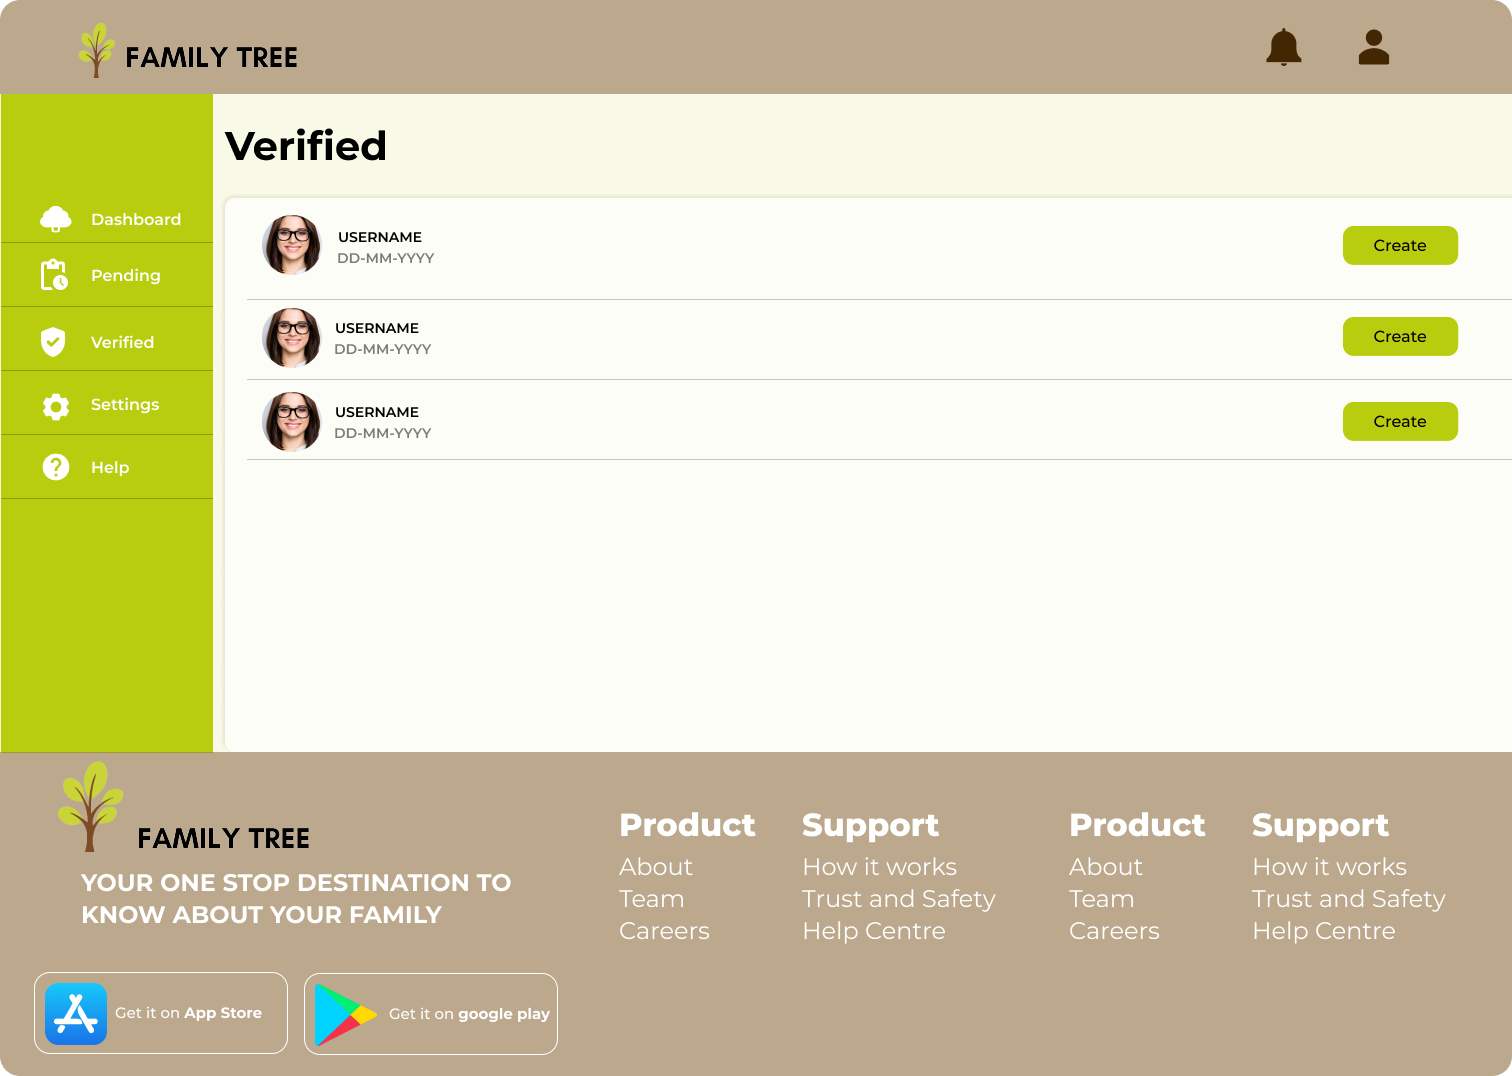 FAMILY TREE
Verified
Dashboard
Pending
Verified
Settings
Help
USERNAME
DD-MM-YYYY
Create
USERNAME
DD-MM-YYYY
Create
USERNAME
DD-MM-YYYY
Create
FAMILY TREE
YOUR ONE STOP DESTINATION TO
KNOW ABOUT YOUR FAMILY
Get it on App Store
Get it on google play
Product
About
Team
Careers
Support
How it works
Trust and Safety
Help Centre
Product
About
Team
Careers
Support
How it works
Trust and Safety
Help Centre